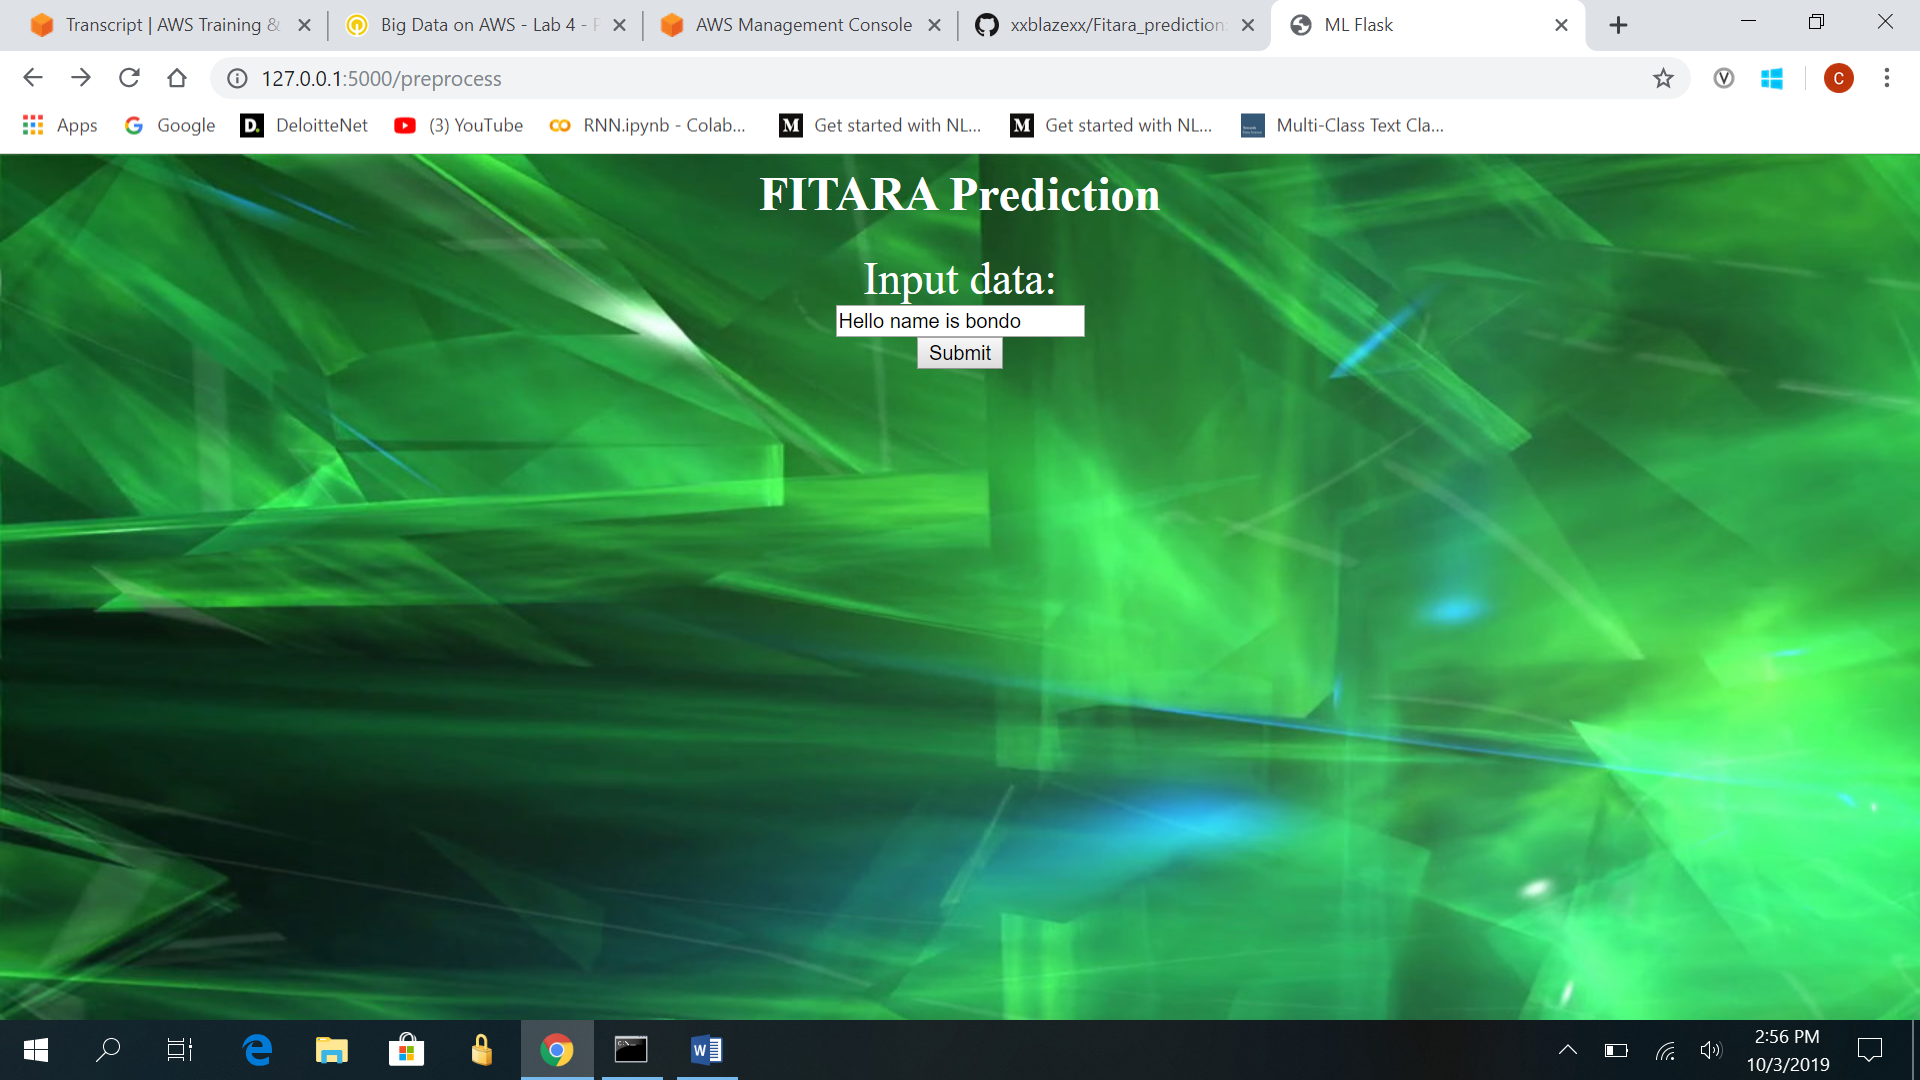 Transcript | AWS Training &
Big Data on AWS - Lab 4 - P
AWS Management Console
xxblazexx/Fitara_prediction:
ML Flask
127.0.0.1:5000/preprocess
V
C
Apps
Google
D.
DeloitteNet
(3) YouTube
RNN.ipynb - Colab...
M
Get started with NL...
M
Get started with NL...
Multi-Class Text Cla...
FITARA Prediction
Input data:
Hello name is bondo
Submit
C:\_
W
2:56 PM
10/3/2019